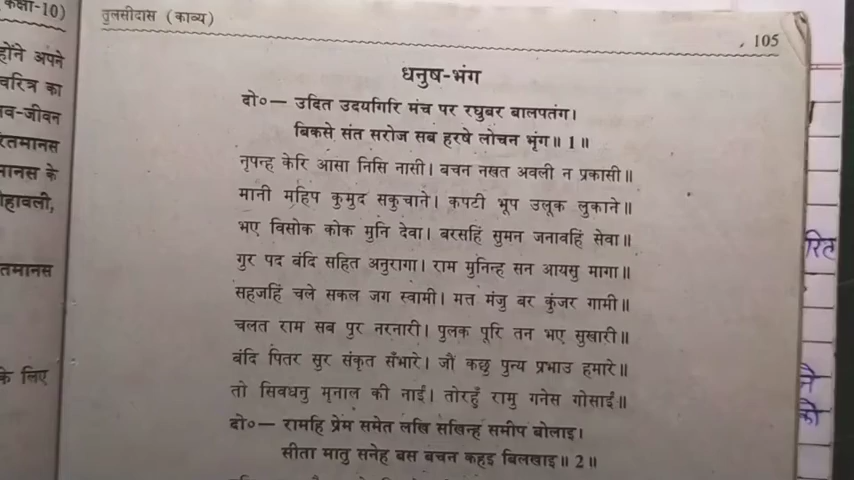 कक्षा-10)
तुलसीदास (काव्य)
105
होंने अपने
चरित्र का
व-जीवन
रितमानस
मानस के
हावली,
तमानस
के लिए
धनुष-भंग
दो०— उदित उदयगिरि मंच पर रघुबर बालपतंग।
बिकसे संत सरोज सब हरषे लोचन भृंग॥ 1॥
नृपन्ह केरि आसा निसि नासी। बचन नखत अवली न प्रकासी॥
मानी महिप कुमुद सकुचाने। कपटी भूप उलूक लुकाने॥
भए बिसोक कोक मुनि देवा। बरसहिं सुमन जनावहिं सेवा॥
गुर पद बंदि सहित अनुरागा। राम मुनिन्ह सन आयसु मागा॥
सहजहिं चले सकल जग स्वामी। मत्त मंजु बर कुंजर गामी॥
चलत राम सब पुर नरनारी। पुलक पूरि तन भए सुखारी॥
बंदि पितर सुर संकृत सँभारे। जौं कछु पुन्य प्रभाउ हमारे॥
तो सिवधनु मृनाल की नाईं। तोरहुँ रामु गनेस गोसाईं॥
दो०— रामहि प्रेम समेत लखि सखिन्ह समीप बोलाइ।
सीता मातु सनेह बस बचन कहइ बिलखाइ॥ 2॥
रित
ने
को